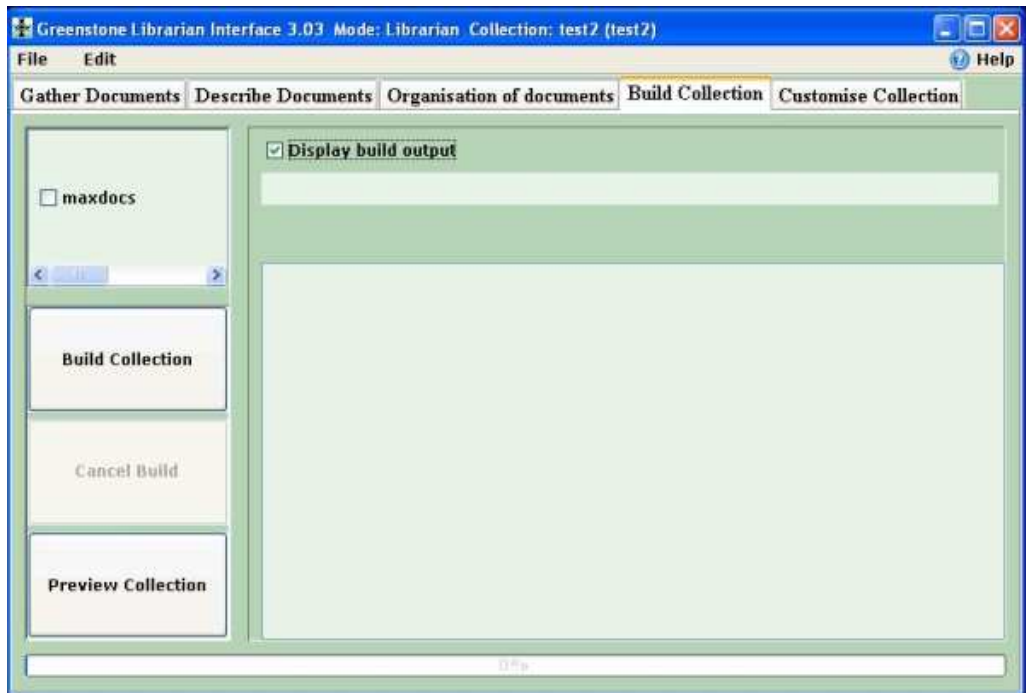 Greenstone Librarian Interface 3.03 Mode: Librarian Collection: test2 (test2)
File Edit Help
Gather Documents Describe Documents Organisation of documents Build Collection Customise Collection
Display build output
maxdocs
Build Collection
Cancel Build
Preview Collection
0%